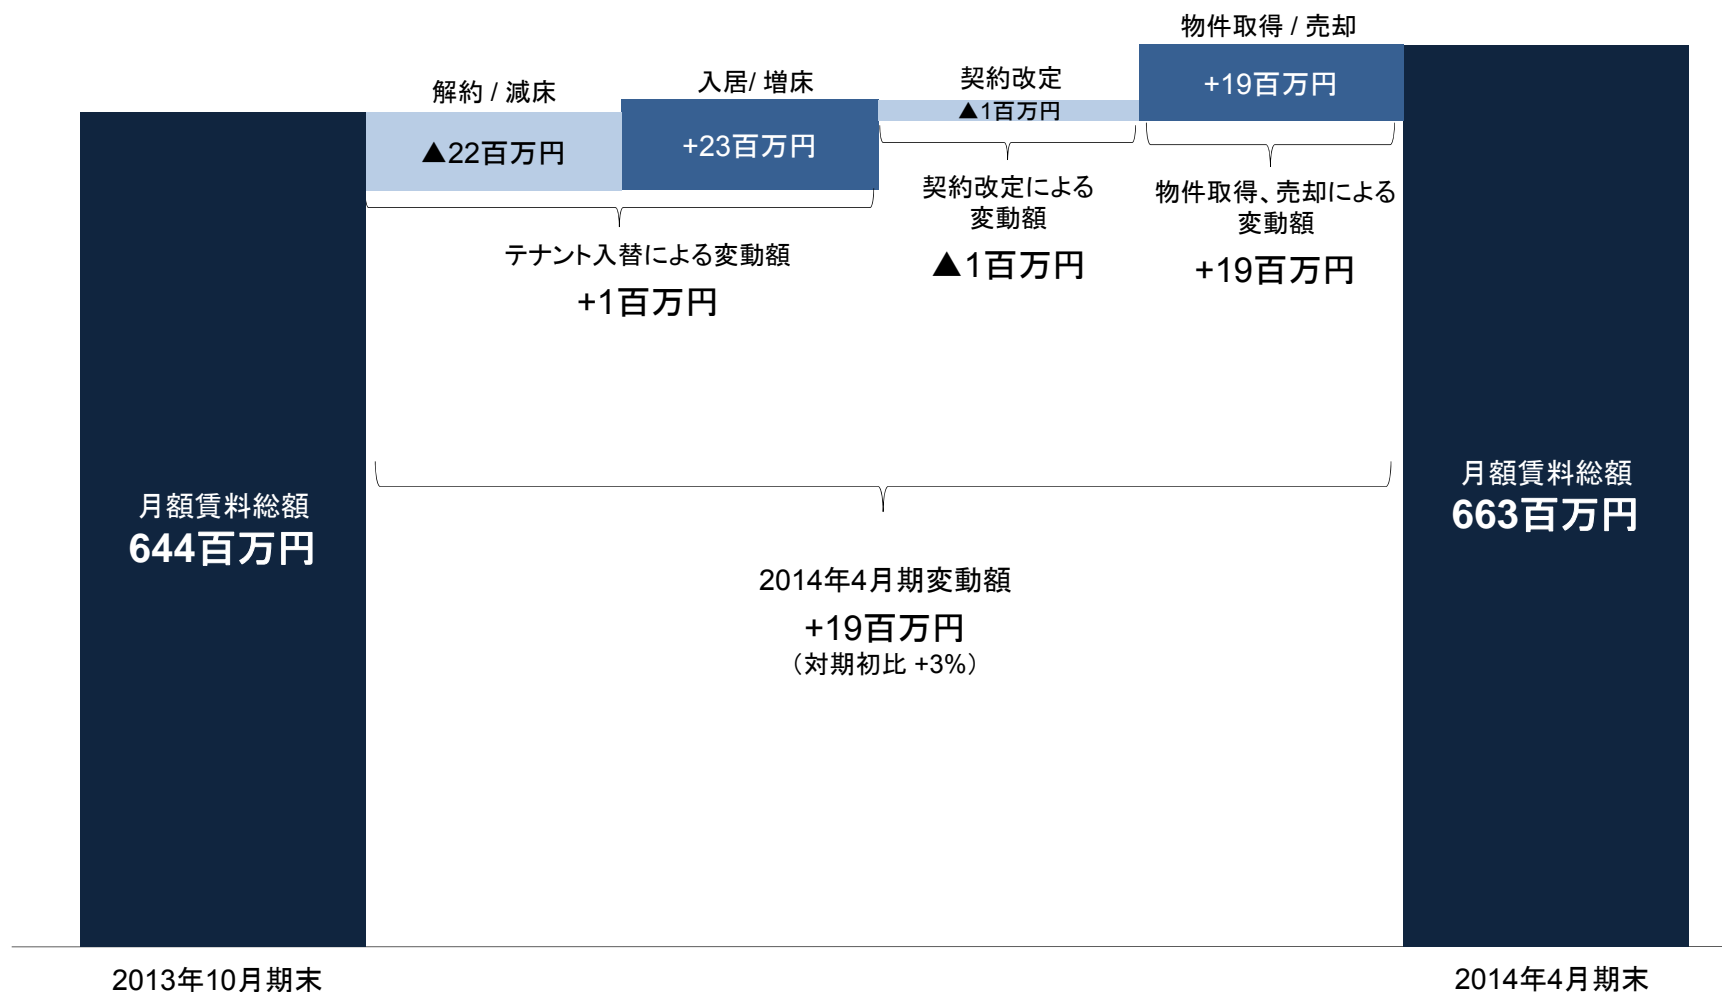 物件取得 / 売却
+19百万円
解約 / 減床
入居/ 増床
契約改定
▲1百万円
▲22百万円
+23百万円
契約改定による
変動額
▲1百万円
物件取得、売却による
変動額
+19百万円
テナント入替による変動額
+1百万円
月額賃料総額
644百万円
月額賃料総額
663百万円
2014年4月期変動額
+19百万円
（対期初比 +3%）
2013年10月期末
2014年4月期末